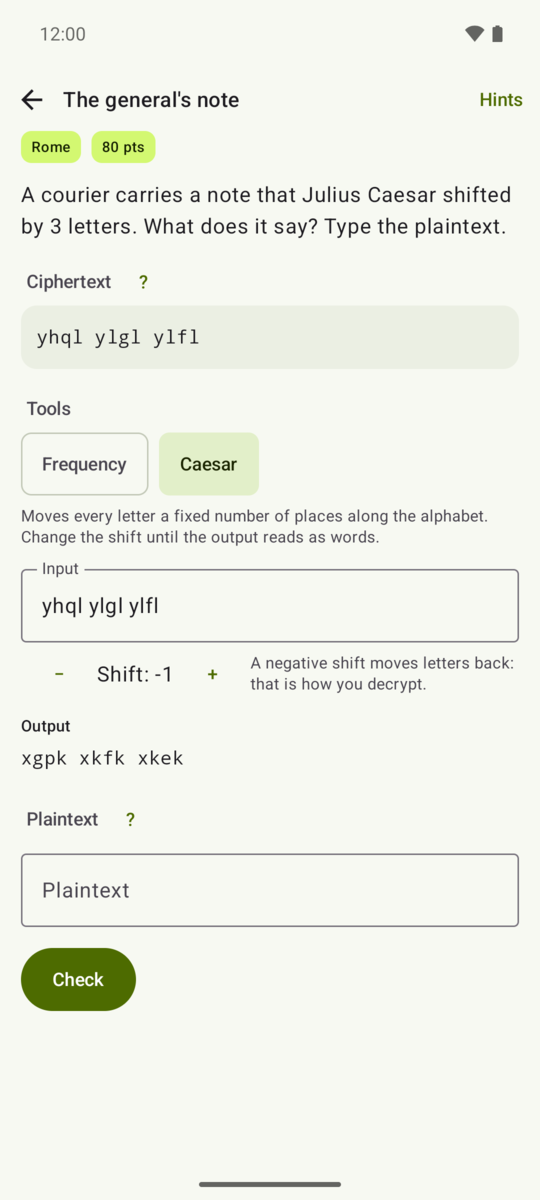 12:00
The general's note
Hints
Rome
80 pts
A courier carries a note that Julius Caesar shifted
by 3 letters. What does it say? Type the plaintext.
Ciphertext ?
yhql ylgl ylfl
Tools
Frequency
Caesar
Moves every letter a fixed number of places along the alphabet.
Change the shift until the output reads as words.
Input
yhql ylgl ylfl
- Shift: -1 +
A negative shift moves letters back:
that is how you decrypt.
Output
xgpk xkfk xkek
Plaintext ?
Plaintext
Check